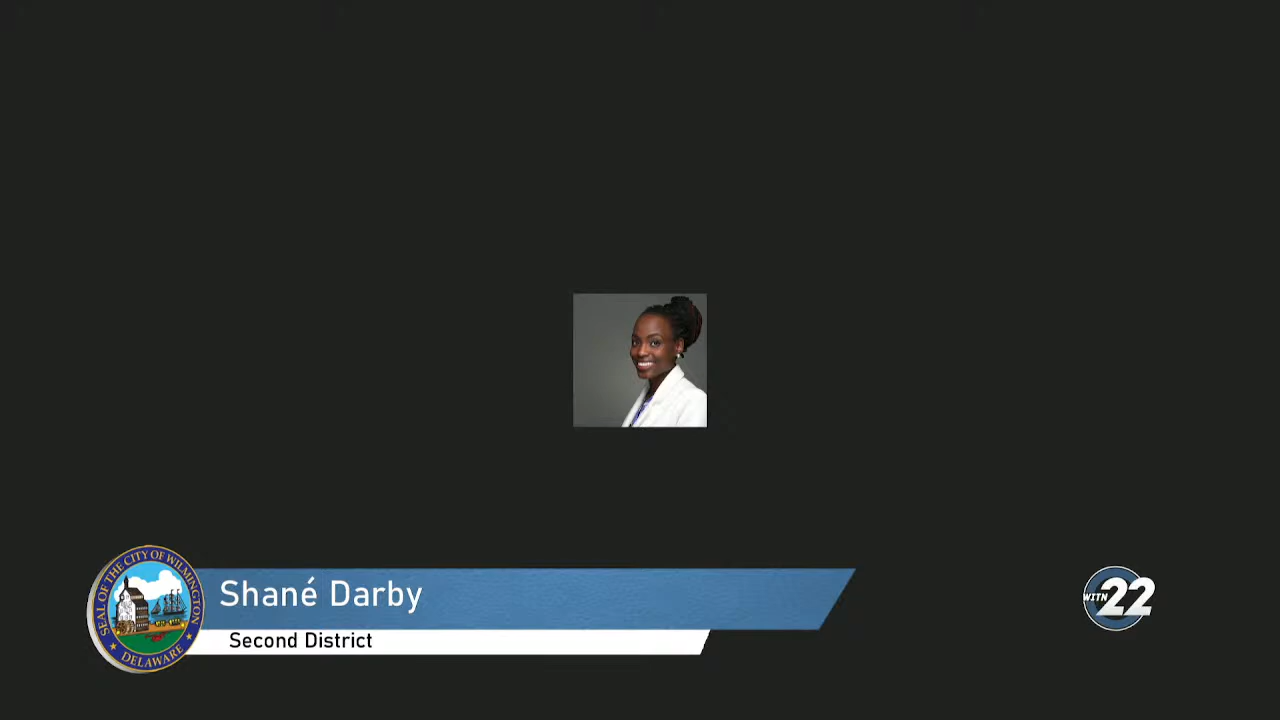 Shané Darby
Second District
SEAL OF THE CITY OF WILMINGTON
DELAWARE
WITN
22